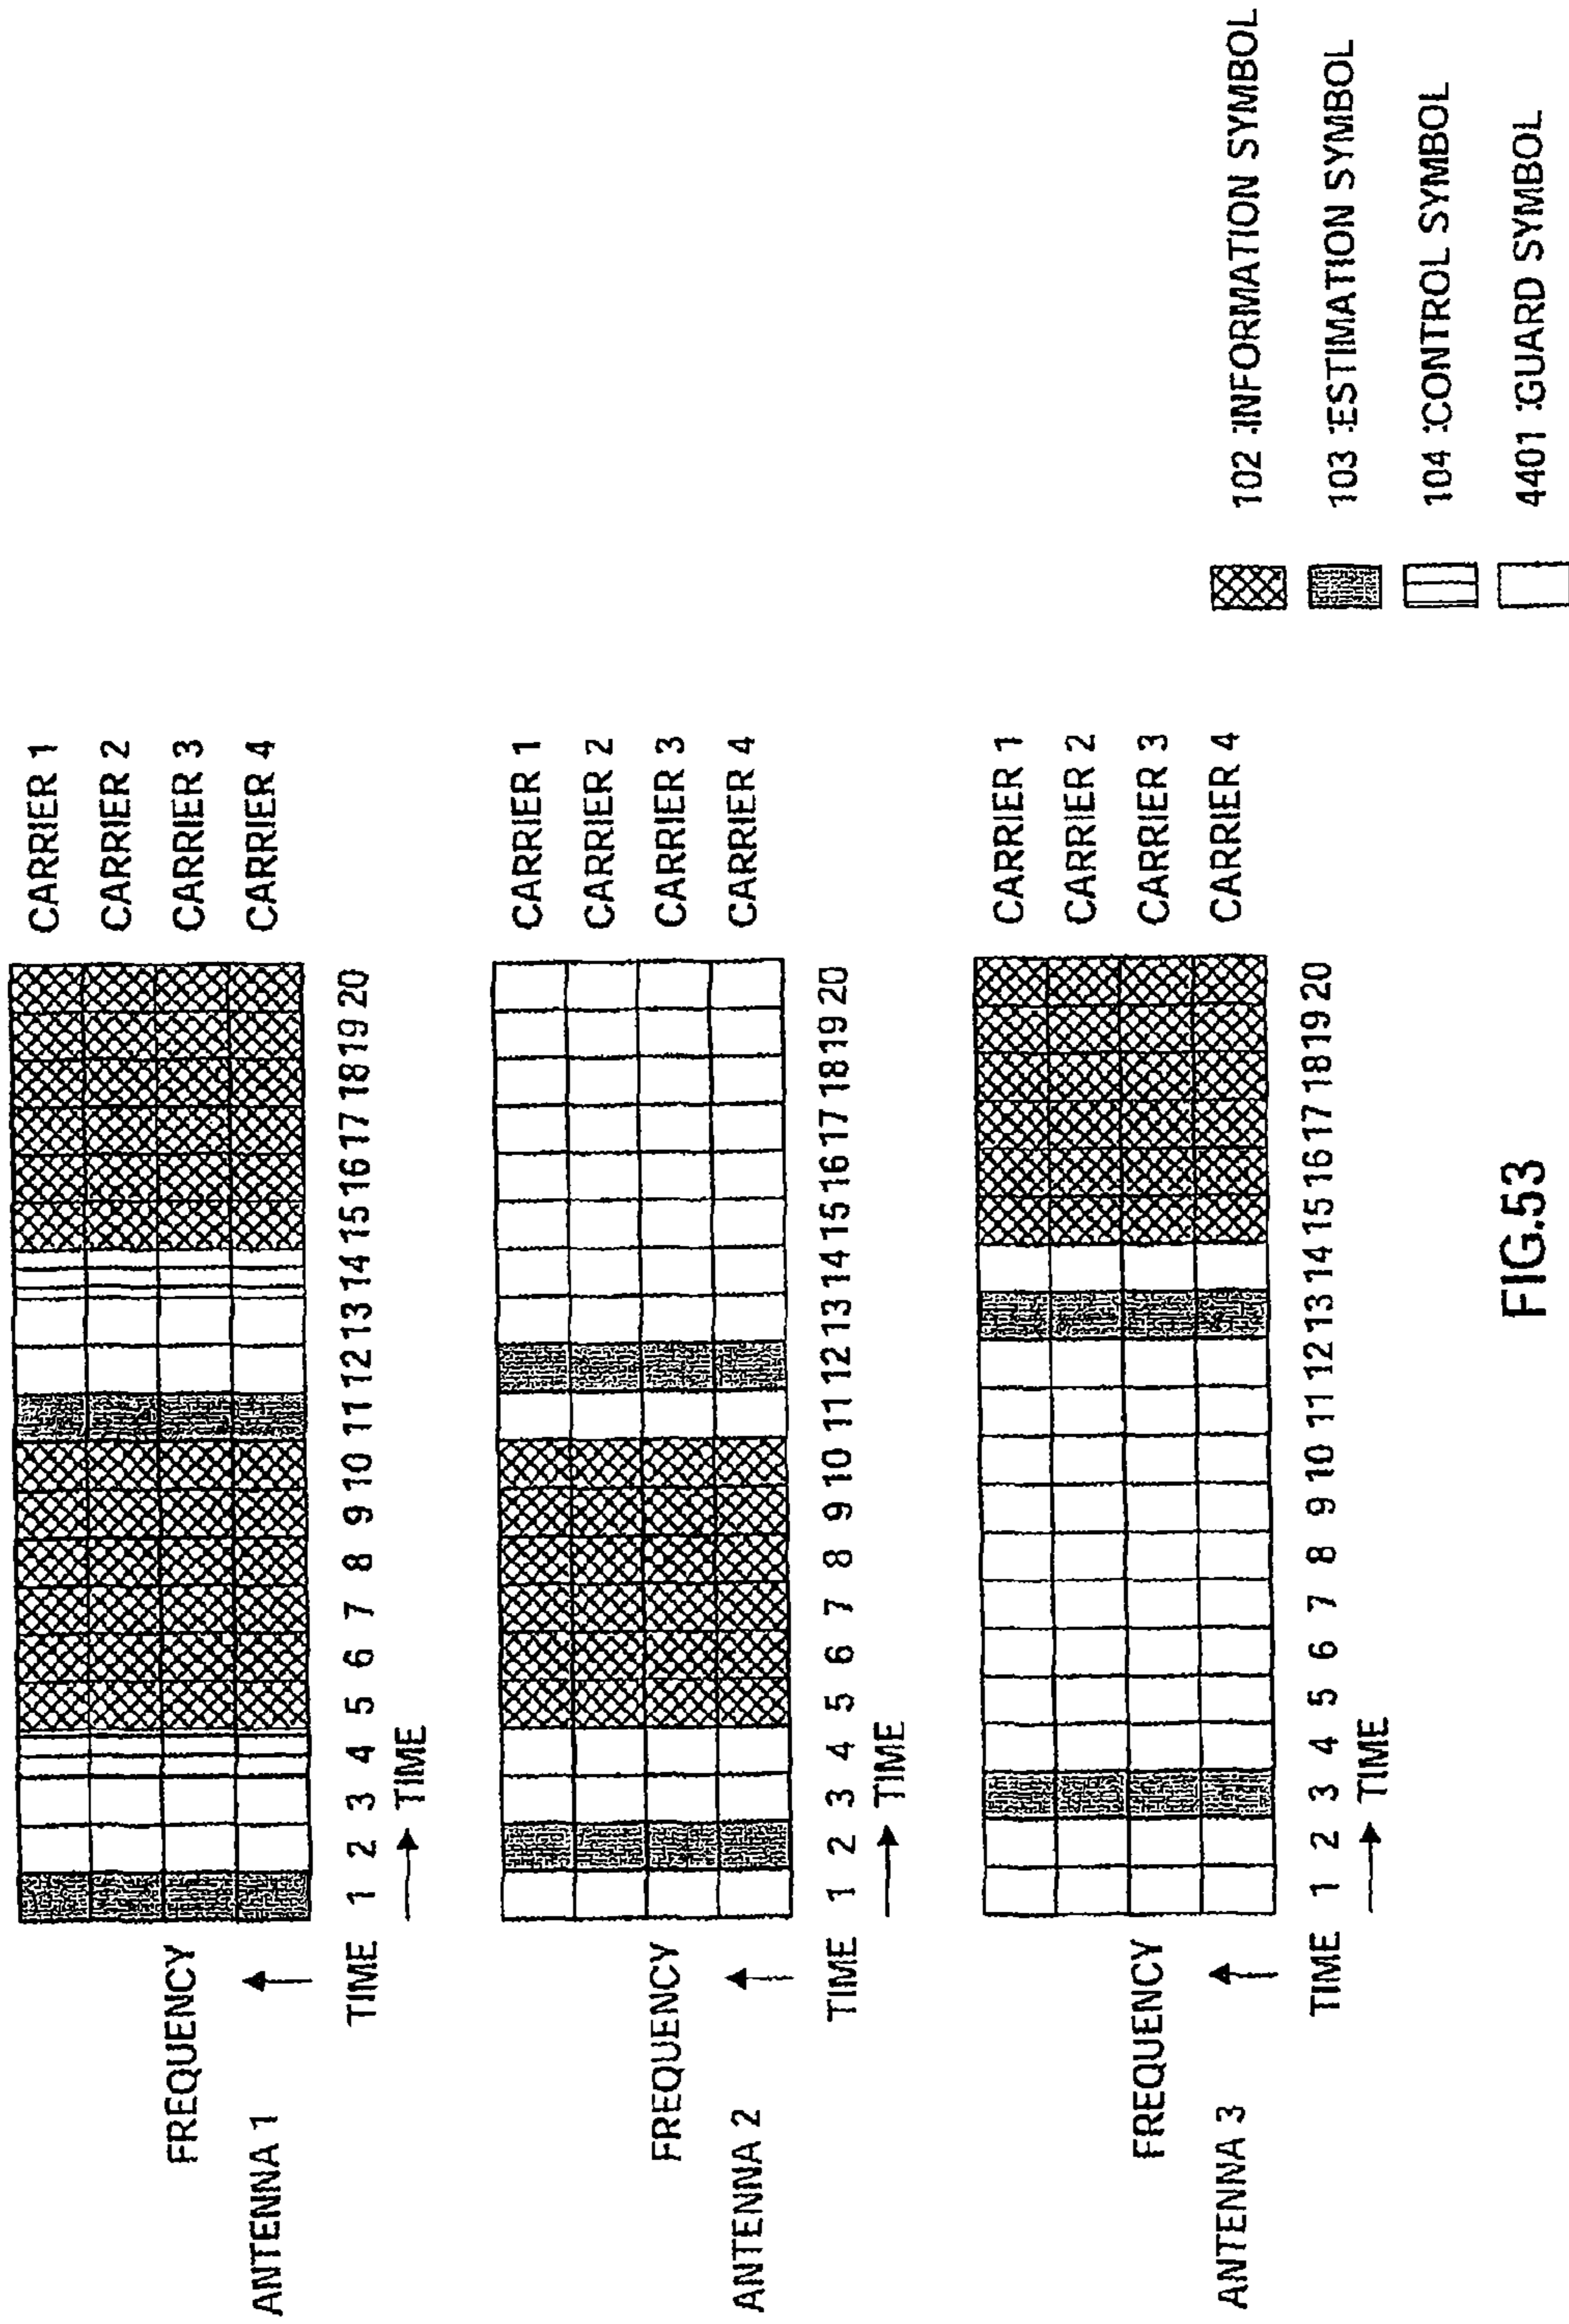 ANTENNA 1
FREQUENCY
CARRIER 1
CARRIER 2
CARRIER 3
CARRIER 4
TIME 1 2 3 4 5 6 7 8 9 10 11 12 13 14 15 16 17 18 19 20
TIME
ANTENNA 2
FREQUENCY
CARRIER 1
CARRIER 2
CARRIER 3
CARRIER 4
TIME 1 2 3 4 5 6 7 8 9 10 11 12 13 14 15 16 17 18 19 20
TIME
ANTENNA 3
FREQUENCY
CARRIER 1
CARRIER 2
CARRIER 3
CARRIER 4
TIME 1 2 3 4 5 6 7 8 9 10 11 12 13 14 15 16 17 18 19 20
TIME
102 :INFORMATION SYMBOL
103 :ESTIMATION SYMBOL
104 :CONTROL SYMBOL
4401 :GUARD SYMBOL
FIG.53